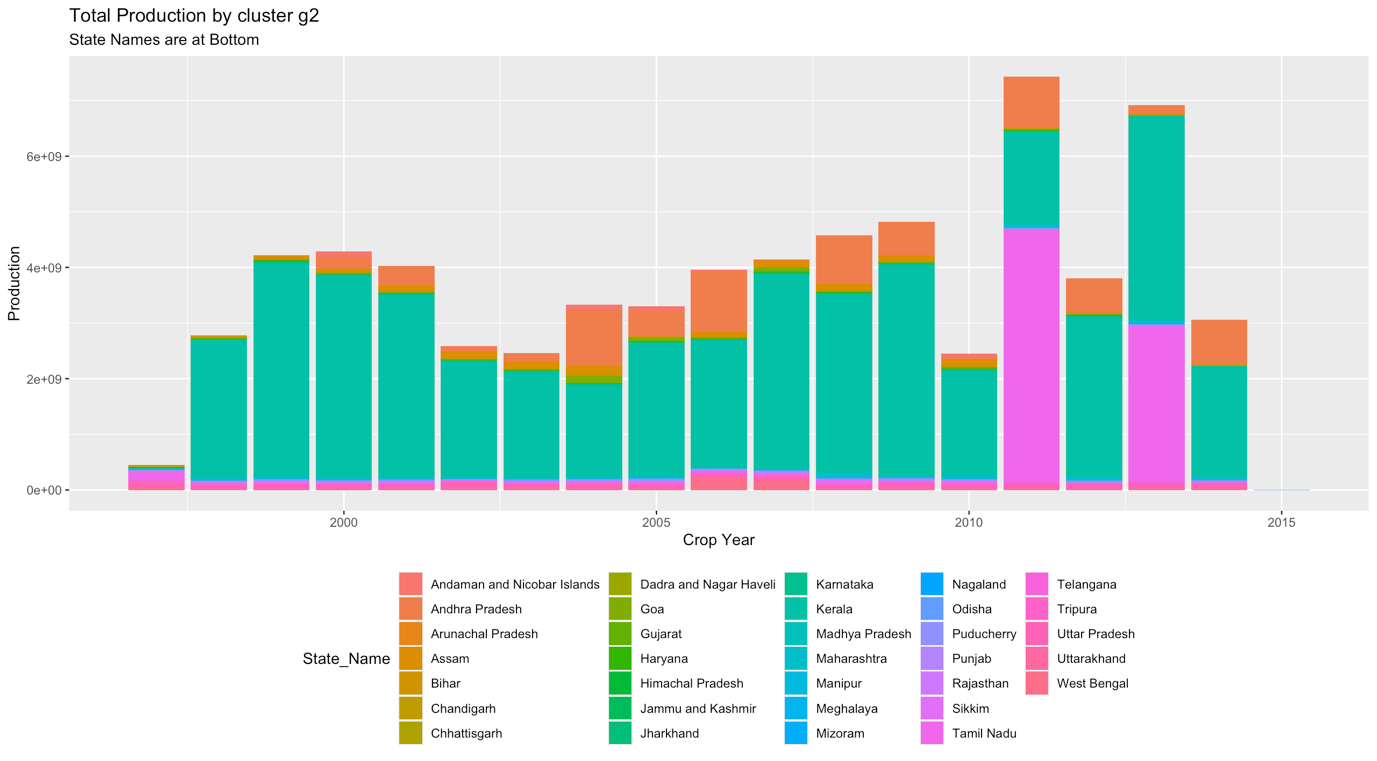 Total Production by cluster g2
State Names are at Bottom
Production
6e+09
4e+09
2e+09
0e+00
2000 2005 2010 2015
Crop Year
State_Name
Andaman and Nicobar Islands Dadra and Nagar Haveli Karnataka Nagaland Telangana
Andhra Pradesh Goa Kerala Odisha Tripura
Arunachal Pradesh Gujarat Madhya Pradesh Puducherry Uttar Pradesh
Assam Haryana Maharashtra Punjab Uttarakhand
Bihar Himachal Pradesh Manipur Rajasthan West Bengal
Chandigarh Jammu and Kashmir Meghalaya Sikkim
Chhattisgarh Jharkhand Mizoram Tamil Nadu